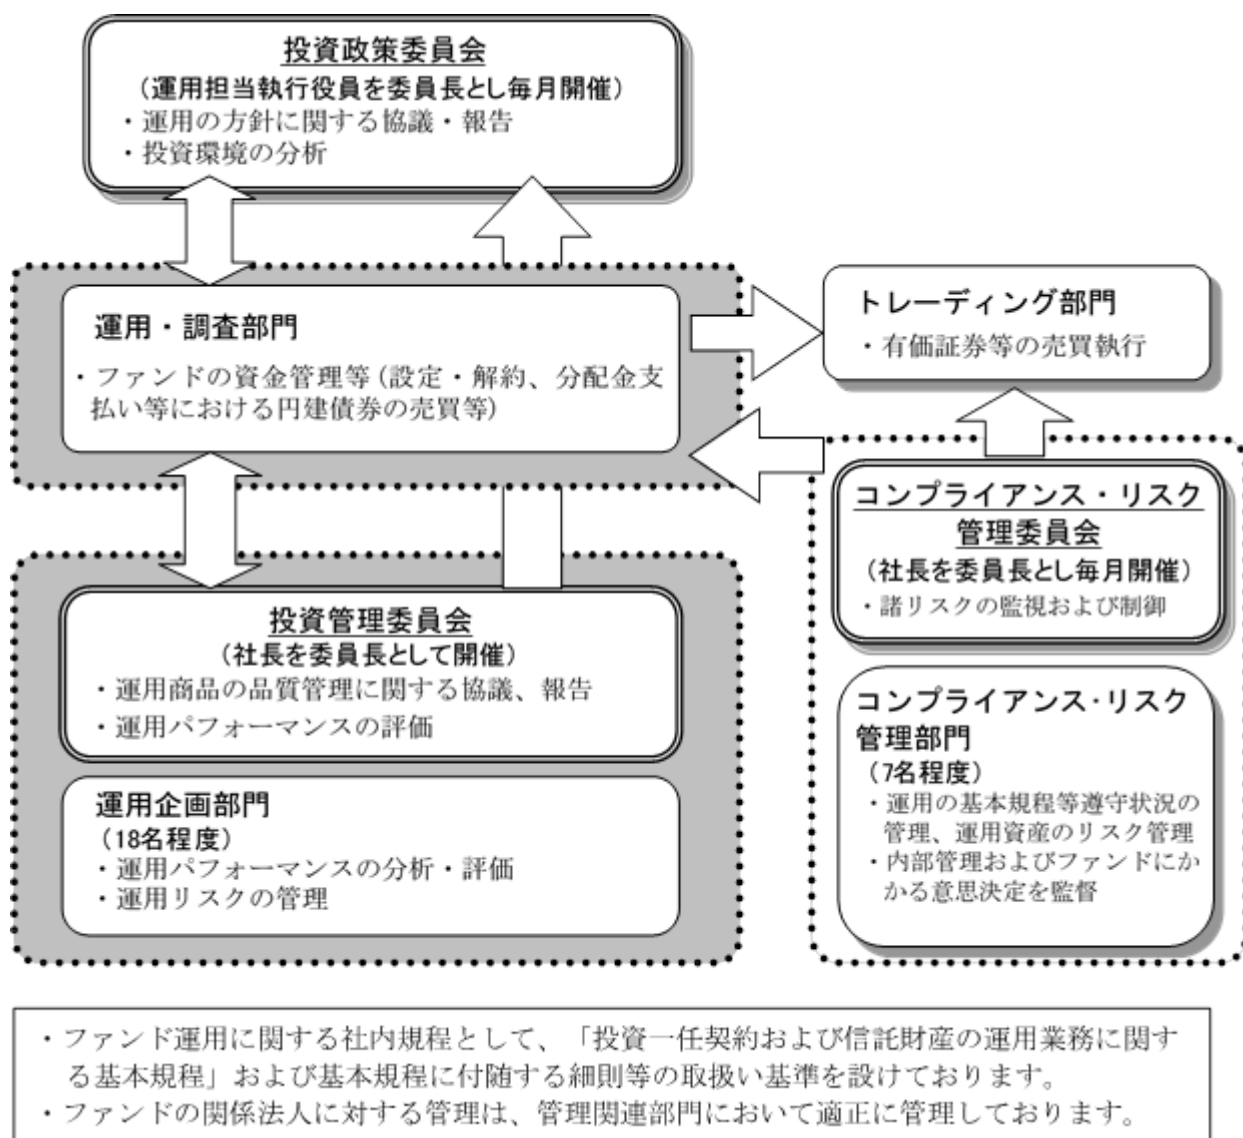 投資政策委員会
(運用担当執行役員を委員長とし毎月開催)
・運用の方針に関する協議・報告
・投資環境の分析
運用・調査部門
・ファンドの資金管理等(設定・解約、分配金支
払い等における円建債券の売買等)
トレーディング部門
・有価証券等の売買執行
投資管理委員会
(社長を委員長として開催)
・運用商品の品質管理に関する協議、報告
・運用パフォーマンスの評価
運用企画部門
(18名程度)
・運用パフォーマンスの分析・評価
・運用リスクの管理
コンプライアンス・リスク
管理委員会
(社長を委員長とし毎月開催)
・諸リスクの監視および制御
コンプライアンス・リスク
管理部門
(7名程度)
・運用の基本規程等遵守状況の
管理、運用資産のリスク管理
・内部管理およびファンドにか
かる意思決定を監督
・ファンド運用に関する社内規程として、「投資一任契約および信託財産の運用業務に関す
る基本規程」および基本規程に付随する細則等の取扱い基準を設けております。
・ファンドの関係法人に対する管理は、管理関連部門において適正に管理しております。